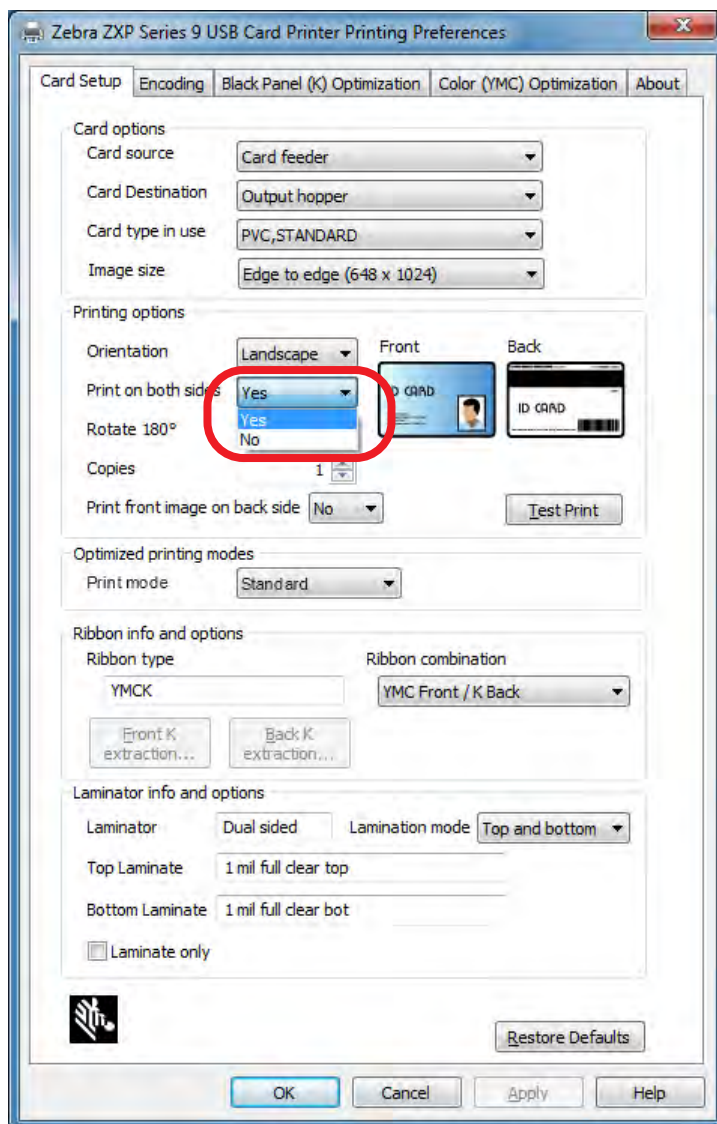 Zebra ZXP Series 9 USB Card Printer Printing Preferences
Card Setup Encoding Black Panel (K) Optimization Color (YMC) Optimization About
Card options
Card source Card feeder
Card Destination Output hopper
Card type in use PVC,STANDARD
Image size Edge to edge (648 x 1024)
Printing options
Orientation Landscape Front Back
Print on both sides Yes
ID CARD
ID CARD
Yes
Rotate 180°
No
Copies 1
Print front image on back side No Test Print
Optimized printing modes
Print mode Standard
Ribbon info and options
Ribbon type Ribbon combination
YMCK YMC Front / K Back
Front K extraction... Back K extraction...
Laminator info and options
Laminator Dual sided Lamination mode Top and bottom
Top Laminate 1 mil full clear top
Bottom Laminate 1 mil full clear bot
Laminate only
Restore Defaults
OK Cancel Apply Help